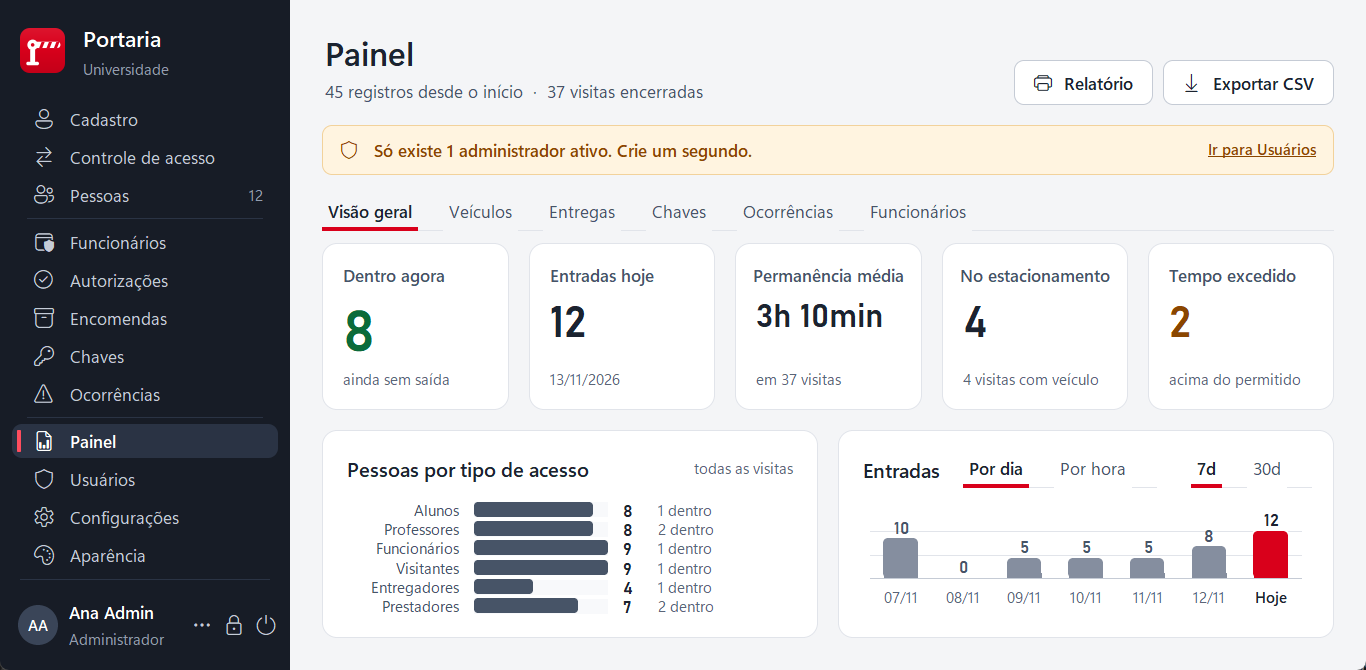 Portaria
Universidade
Cadastro
Controle de acesso
Pessoas 12
Funcionários
Autorizações
Encomendas
Chaves
Ocorrências
Painel
Usuários
Configurações
Aparência
AA
Ana Admin
Administrador
Painel
45 registros desde o início · 37 visitas encerradas
Relatório
Exportar CSV
Só existe 1 administrador ativo. Crie um segundo.
Ir para Usuários
Visão geral Veículos Entregas Chaves Ocorrências Funcionários
Dentro agora
8
ainda sem saída
Entradas hoje
12
13/11/2026
Permanência média
3h 10min
em 37 visitas
No estacionamento
4
4 visitas com veículo
Tempo excedido
2
acima do permitido
Pessoas por tipo de acesso
todas as visitas
Alunos 8 1 dentro
Professores 8 2 dentro
Funcionários 9 1 dentro
Visitantes 9 1 dentro
Entregadores 4 1 dentro
Prestadores 7 2 dentro
Entradas
Por dia Por hora
7d 30d
10 0 5 5 5 8 12
07/11 08/11 09/11 10/11 11/11 12/11 Hoje